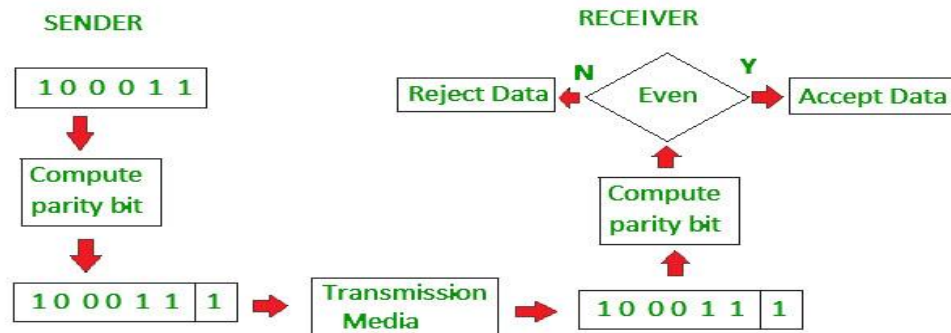 SENDER
1 0 0 0 1 1
Compute
parity bit
1 0 0 0 1 1 1
Transmission
Media
RECEIVER
N
Y
Reject Data
Even
Accept Data
Compute
parity bit
1 0 0 0 1 1 1